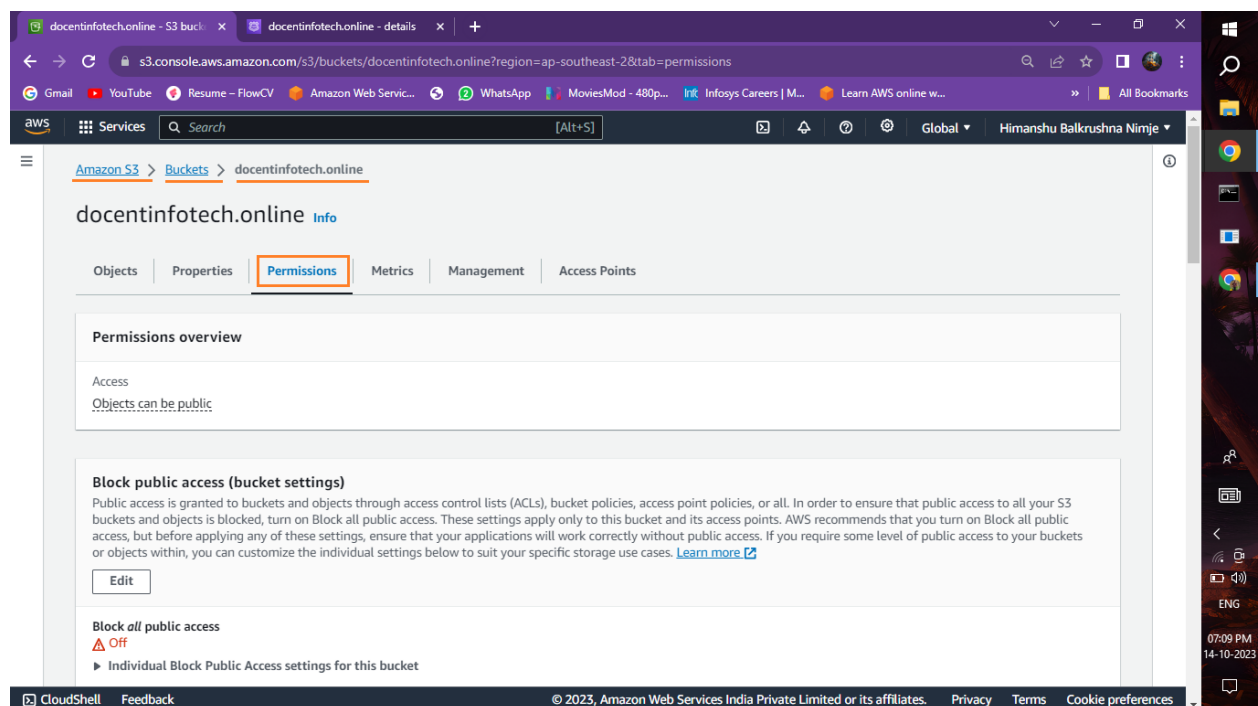 docentinfotech.online - S3 buck
docentinfotech.online - details
s3.console.aws.amazon.com/s3/buckets/docentinfotech.online?region=ap-southeast-2&tab=permissions
Gmail YouTube Resume – FlowCV Amazon Web Servic... WhatsApp MoviesMod - 480p... Infosys Careers | M... Learn AWS online w... » All Bookmarks
aws Services Search [Alt+S] Global Himanshu Balkrushna Nimje
Amazon S3 > Buckets > docentinfotech.online
docentinfotech.online Info
Objects Properties Permissions Metrics Management Access Points
Permissions overview
Access
Objects can be public
Block public access (bucket settings)
Public access is granted to buckets and objects through access control lists (ACLs), bucket policies, access point policies, or all. In order to ensure that public access to all your S3
buckets and objects is blocked, turn on Block all public access. These settings apply only to this bucket and its access points. AWS recommends that you turn on Block all public
access, but before applying any of these settings, ensure that your applications will work correctly without public access. If you require some level of public access to your buckets
or objects within, you can customize the individual settings below to suit your specific storage use cases. Learn more
Edit
Block all public access
Off
Individual Block Public Access settings for this bucket
CloudShell Feedback © 2023, Amazon Web Services India Private Limited or its affiliates. Privacy Terms Cookie preferences
ENG
07:09 PM
14-10-2023